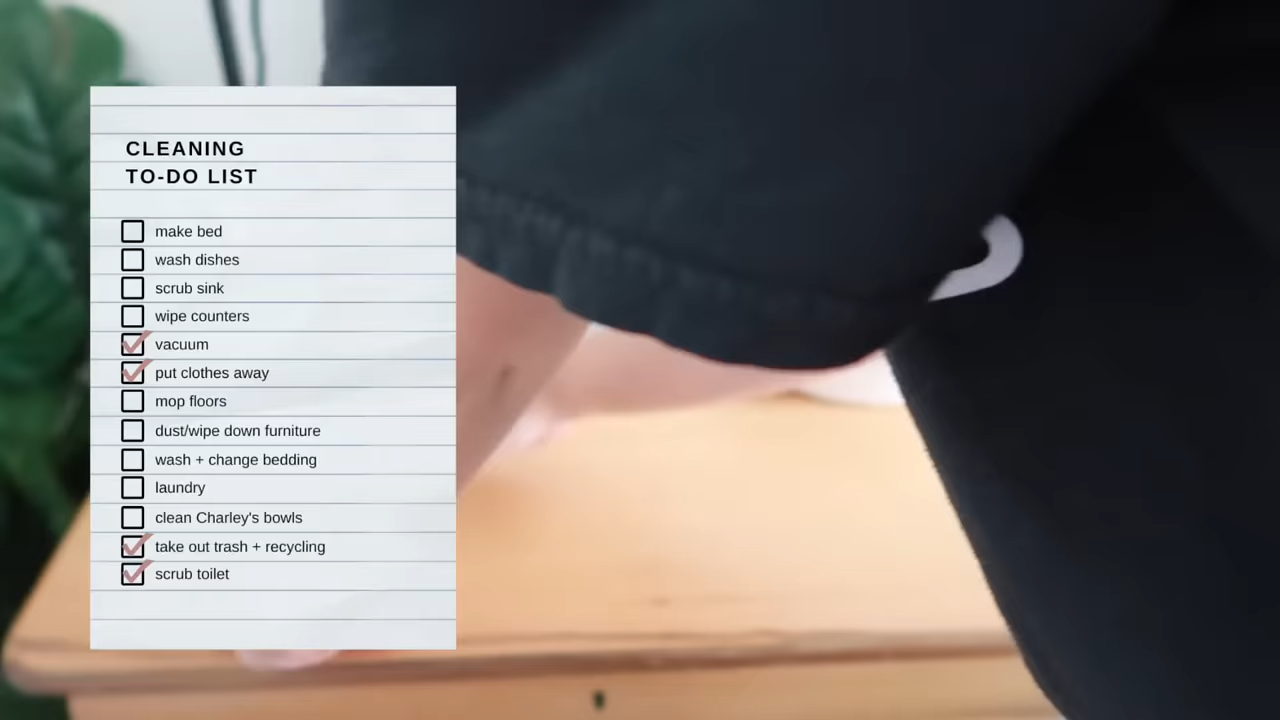 CLEANING
TO-DO LIST
make bed
wash dishes
scrub sink
wipe counters
vacuum
put clothes away
mop floors
dust/wipe down furniture
wash + change bedding
laundry
clean Charley's bowls
take out trash + recycling
scrub toilet